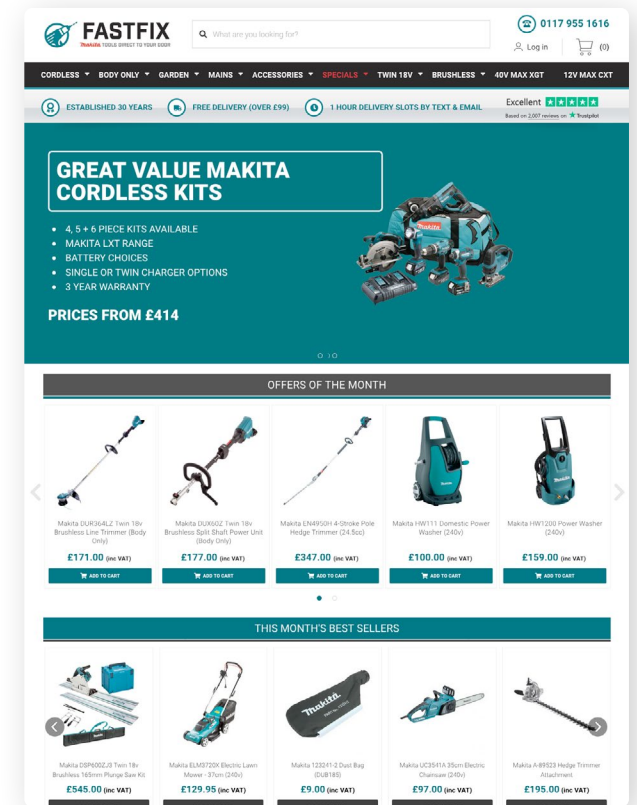 FASTFIX
Makita TOOLS DIRECT TO YOUR DOOR
What are you looking for?
0117 955 1616
Log in
(0)
CORDLESS BODY ONLY GARDEN MAINS ACCESSORIES SPECIALS TWIN 18V BRUSHLESS 40V MAX XGT 12V MAX CXT
ESTABLISHED 30 YEARS
FREE DELIVERY (OVER £99)
1 HOUR DELIVERY SLOTS BY TEXT & EMAIL
Excellent
Based on 2,007 reviews on Trustpilot
GREAT VALUE MAKITA
CORDLESS KITS
• 4, 5 + 6 PIECE KITS AVAILABLE
• MAKITA LXT RANGE
• BATTERY CHOICES
• SINGLE OR TWIN CHARGER OPTIONS
• 3 YEAR WARRANTY
PRICES FROM £414
Makita
OFFERS OF THE MONTH
Makita DUR364LZ Twin 18v
Brushless Line Trimmer (Body
Only)
£171.00 (inc VAT)
ADD TO CART
Makita DUX60Z Twin 18v
Brushless Split Shaft Power Unit
(Body Only)
£177.00 (inc VAT)
ADD TO CART
Makita EN4950H 4-Stroke Pole
Hedge Trimmer (24.5cc)
£347.00 (inc VAT)
ADD TO CART
Makita HW111 Domestic Power
Washer (240v)
£100.00 (inc VAT)
ADD TO CART
Makita HW1200 Power Washer
(240v)
£159.00 (inc VAT)
ADD TO CART
THIS MONTH'S BEST SELLERS
Makita DSP600ZJ3 Twin 18v
Brushless 165mm Plunge Saw Kit
£545.00 (inc VAT)
Makita ELM3720X Electric Lawn
Mower - 37cm (240v)
£129.95 (inc VAT)
Makita
Makita 123241-2 Dust Bag
(DUB185)
£9.00 (inc VAT)
Makita UC3541A 35cm Electric
Chainsaw (240v)
£97.00 (inc VAT)
Makita A-89523 Hedge Trimmer
Attachment
£195.00 (inc VAT)